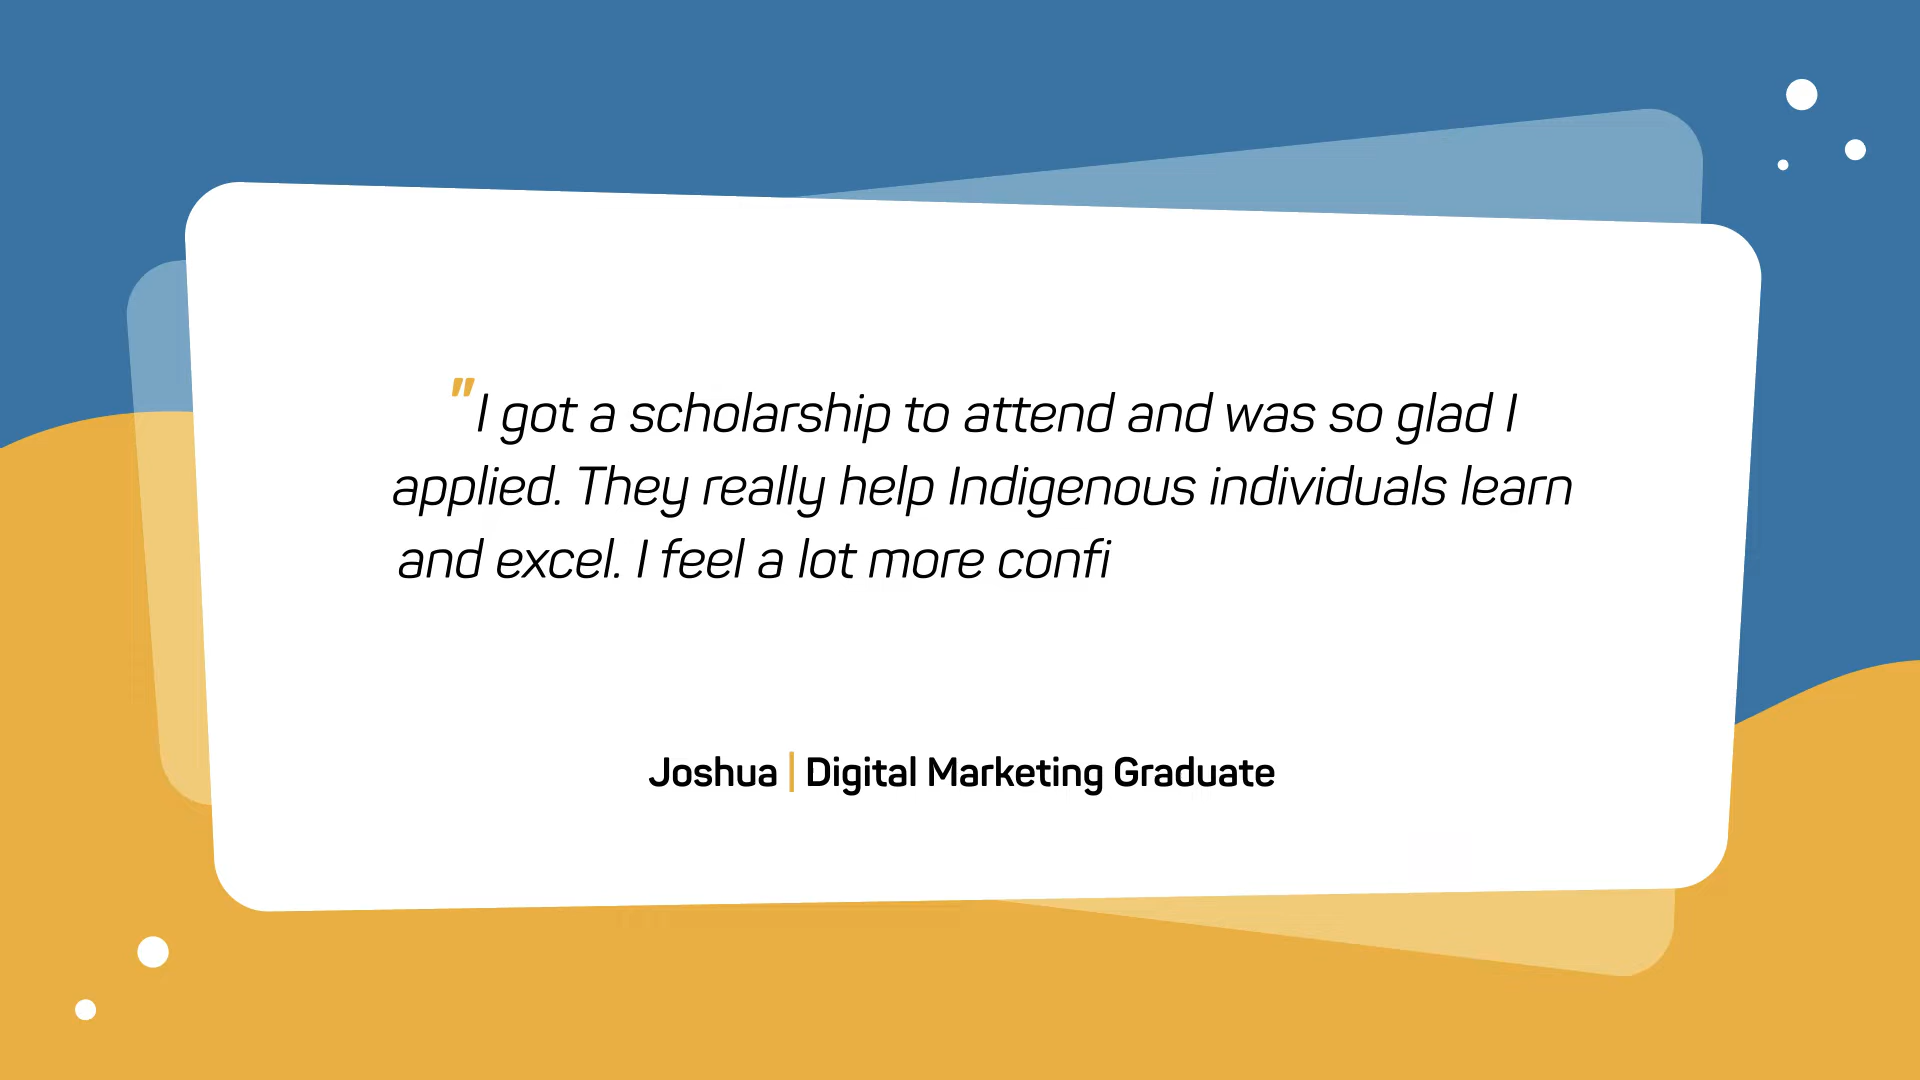 "I got a scholarship to attend and was so glad I
applied. They really help Indigenous individuals learn
and excel. I feel a lot more confi
Joshua | Digital Marketing Graduate